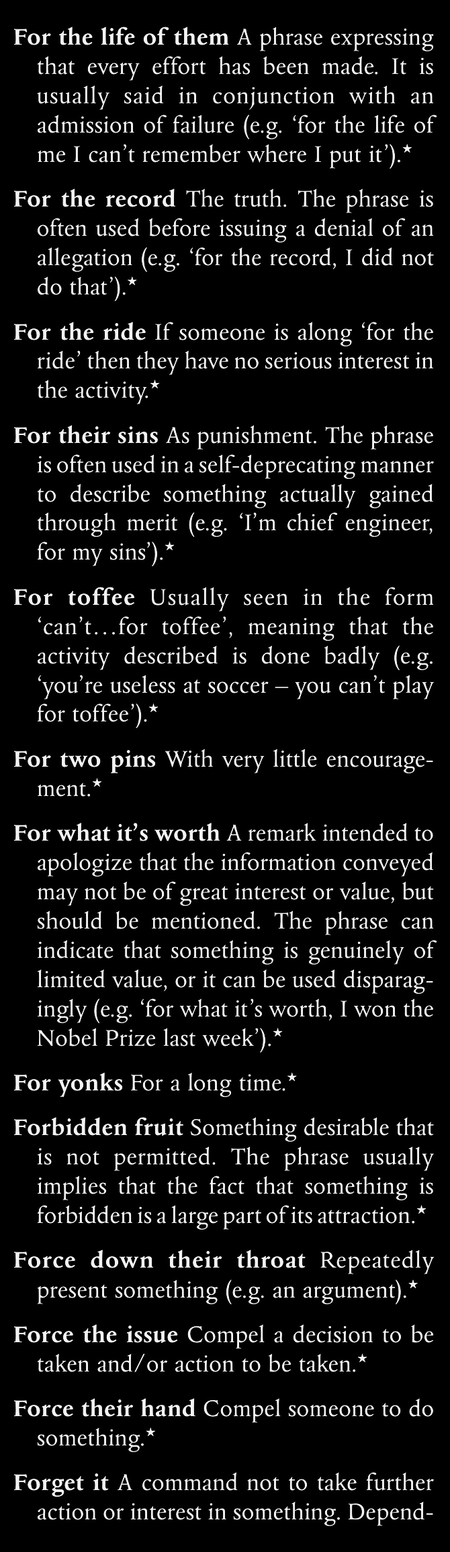 For the life of them A phrase expressing
that every effort has been made. It is
usually said in conjunction with an
admission of failure (e.g. ‘for the life of
me I can’t remember where I put it’).★
For the record The truth. The phrase is
often used before issuing a denial of an
allegation (e.g. ‘for the record, I did not
do that’).★
For the ride If someone is along ‘for the
ride’ then they have no serious interest in
the activity.★
For their sins As punishment. The phrase
is often used in a self-deprecating manner
to describe something actually gained
through merit (e.g. ‘I’m chief engineer,
for my sins’).★
For toffee Usually seen in the form
‘can’t…for toffee’, meaning that the
activity described is done badly (e.g.
‘you’re useless at soccer – you can’t play
for toffee’).★
For two pins With very little encourage-
ment.★
For what it’s worth A remark intended to
apologize that the information conveyed
may not be of great interest or value, but
should be mentioned. The phrase can
indicate that something is genuinely of
limited value, or it can be used disparag-
ingly (e.g. ‘for what it’s worth, I won the
Nobel Prize last week’).★
For yonks For a long time.★
Forbidden fruit Something desirable that
is not permitted. The phrase usually
implies that the fact that something is
forbidden is a large part of its attraction.★
Force down their throat Repeatedly
present something (e.g. an argument).★
Force the issue Compel a decision to be
taken and/or action to be taken.★
Force their hand Compel someone to do
something.★
Forget it A command not to take further
action or interest in something. Depend-